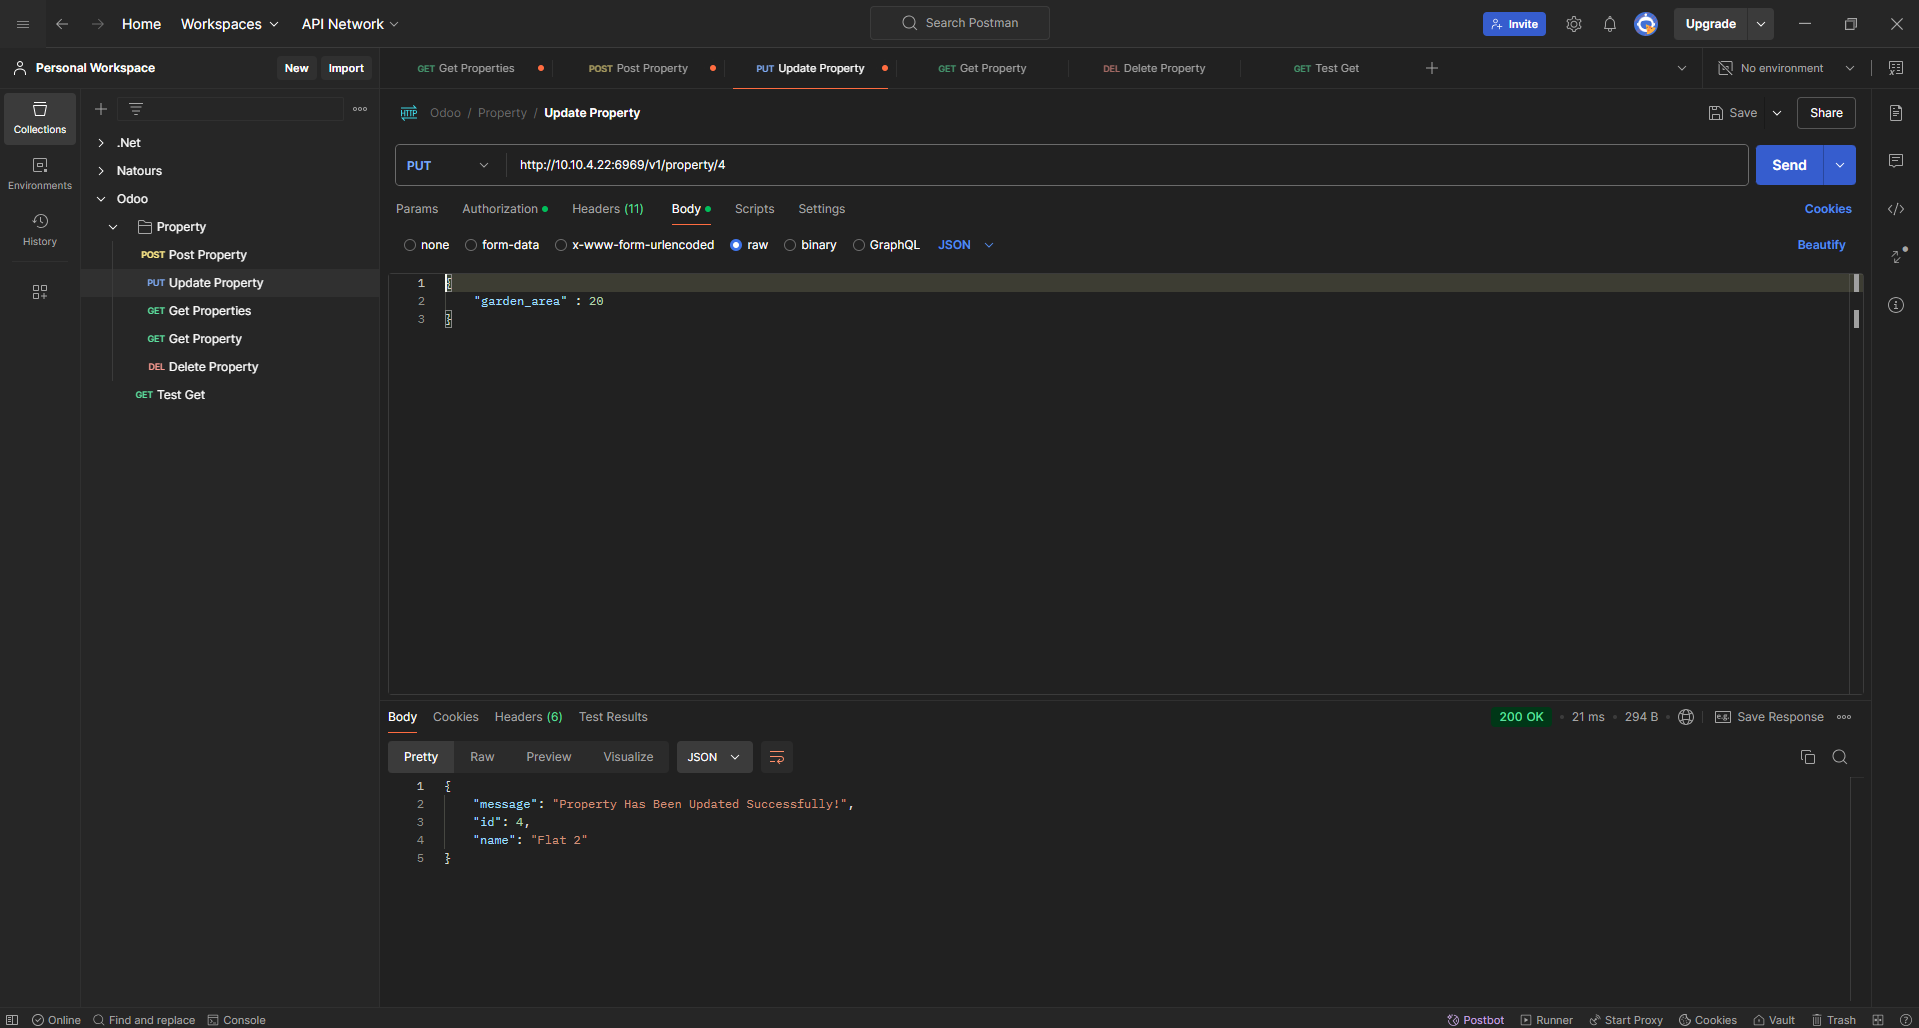 Home
Workspaces
API Network
Search Postman
Invite
Upgrade
Personal Workspace
New
Import
GET Get Properties
POST Post Property
PUT Update Property
GET Get Property
DEL Delete Property
GET Test Get
No environment
Collections
Environments
History
.Net
Natours
Odoo
Property
POST Post Property
PUT Update Property
GET Get Properties
GET Get Property
DEL Delete Property
GET Test Get
HTTP Odoo / Property / Update Property
Save
Share
PUT
http://10.10.4.22:6969/v1/property/4
Send
Params
Authorization
Headers (11)
Body
Scripts
Settings
Cookies
none
form-data
x-www-form-urlencoded
raw
binary
GraphQL
JSON
Beautify
1 {
2 "garden_area" : 20
3 }
Body
Cookies
Headers (6)
Test Results
200 OK
21 ms
294 B
e.g. Save Response
Pretty
Raw
Preview
Visualize
JSON
1 {
2 "message": "Property Has Been Updated Successfully!",
3 "id": 4,
4 "name": "Flat 2"
5 }
Online
Find and replace
Console
Postbot
Runner
Start Proxy
Cookies
Vault
Trash